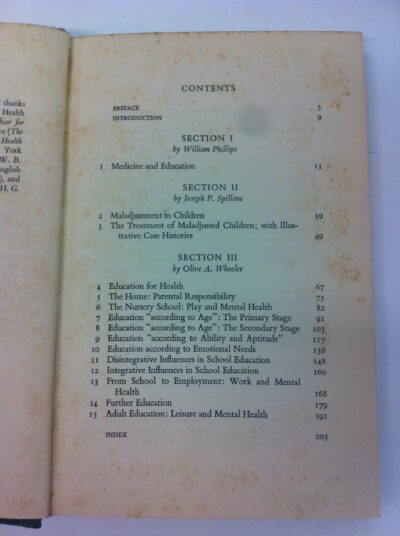 thanks
Health
for
(The
Health
York
W. B.
nglish
), and
H. G.
CONTENTS
PREFACE 5
INTRODUCTION 9
SECTION I
by William Phillips
1 Medicine and Education 13
SECTION II
by Joseph P. Spillane
2 Maladjustment in Children 39
3 The Treatment of Maladjusted Children; with Illus-
trative Case Histories 49
SECTION III
by Olive A. Wheeler
4 Education for Health 67
5 The Home: Parental Responsibility 75
6 The Nursery School: Play and Mental Health 82
7 Education "according to Age": The Primary Stage 91
8 Education "according to Age": The Secondary Stage 103
9 Education "according to Ability and Aptitude" 117
10 Education according to Emotional Needs 136
11 Disintegrative Influences in School Education 148
12 Integrative Influences in School Education 160
13 From School to Employment: Work and Mental
Health 168
14 Further Education 179
15 Adult Education: Leisure and Mental Health 191
INDEX 205